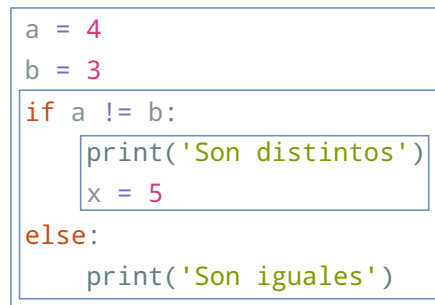 a = 4
b = 3
if a != b:
    print('Son distintos')
    x = 5
else:
    print('Son iguales')